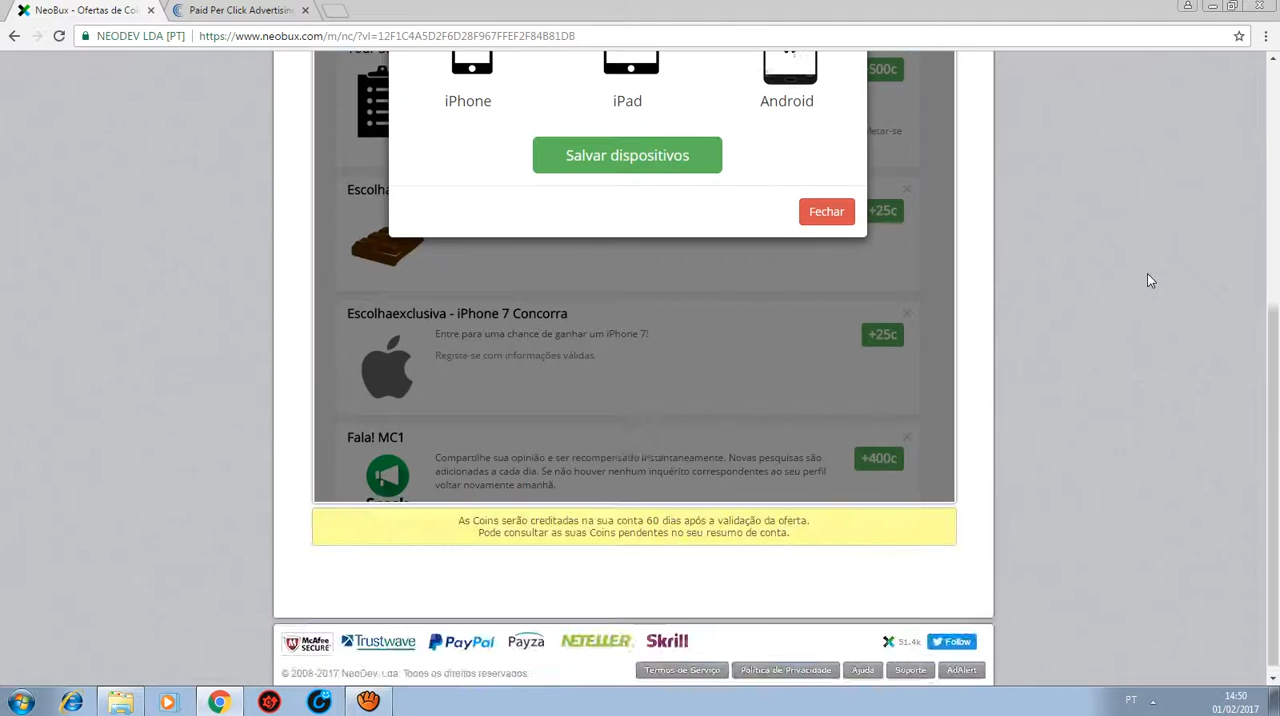 NeoBux - Ofertas de Coi
Paid Per Click Advertising
NEODEV LDA [PT]
https://www.neobux.com/m/nc/?vl=12F1C4A5D2F6D28F967FFEF2F84B81DB
500c
iPhone
iPad
Android
Salvar dispositivos
Fechar
Escolha
+25c
Escolhaexclusiva - iPhone 7 Concorra
Entre para uma chance de ganhar um iPhone 7!
+25c
Registe-se com informações válidas.
Fala! MC1
Compartilhe sua opinião e ser recompensado instantaneamente. Novas pesquisas são
+400c
adicionadas a cada dia. Se não houver nenhum inquérito correspondentes ao seu perfil
voltar novamente amanhã.
As Coins serão creditadas na sua conta 60 dias após a validação da oferta.
Pode consultar as suas Coins pendentes no seu resumo de conta.
McAfee SECURE
Trustwave
PayPal
Payza
NETELLER
Skrill
51.4k
Follow
© 2008-2017 NeoDev, Lda. Todos os direitos reservados.
Termos de Serviço
Política de Privacidade
Ajuda
Suporte
AdAlert
PT
14:50
01/02/2017